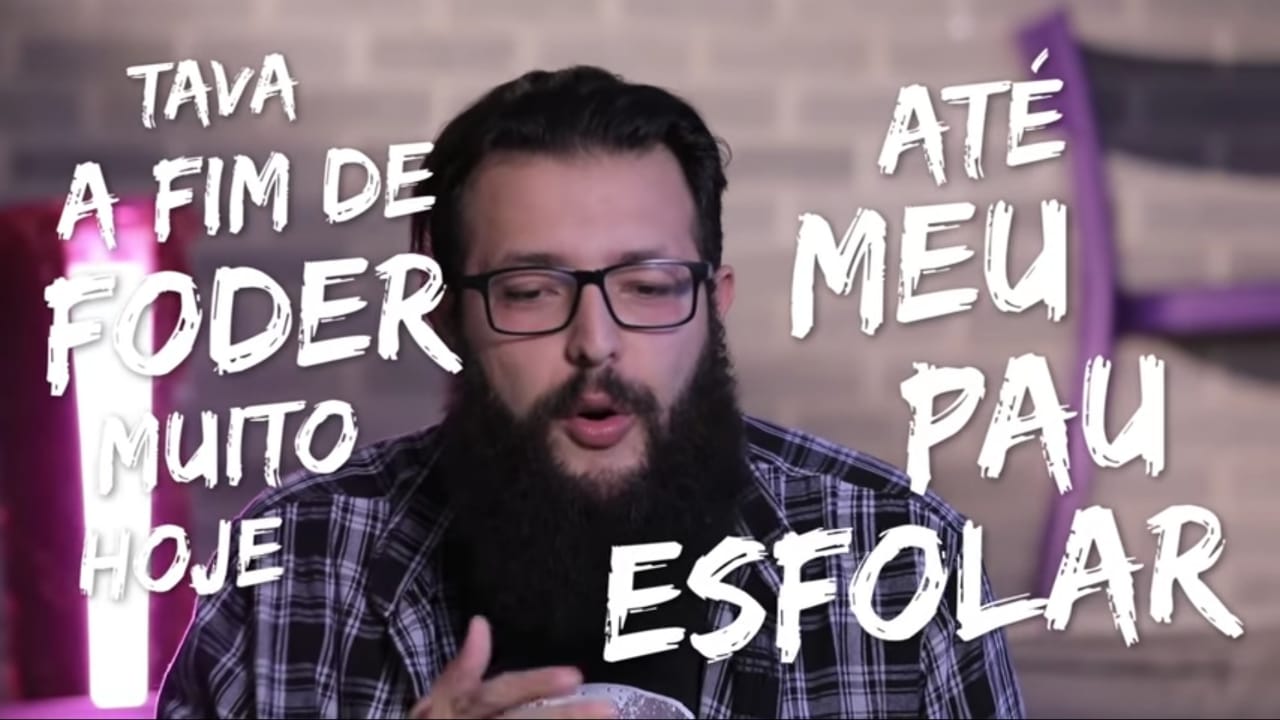 TAVA
A FIM DE
FODER
MUITO
HOJE
ATÉ
MEU
PAU
ESFOLAR